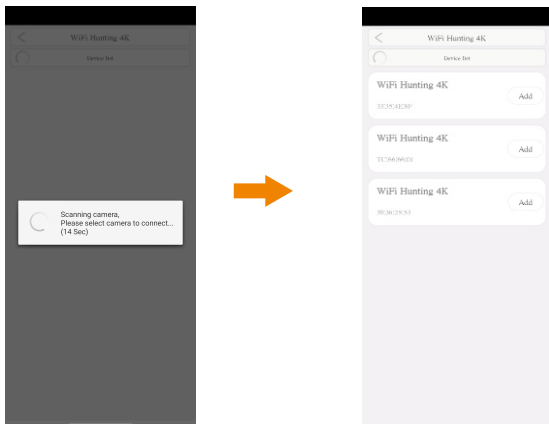 WiFi Hunting 4K
Device list
Scanning camera,
Please select camera to connect...
(14 Sec)
WiFi Hunting 4K
Device list
WiFi Hunting 4K
Add
WiFi Hunting 4K
Add
WiFi Hunting 4K
Add